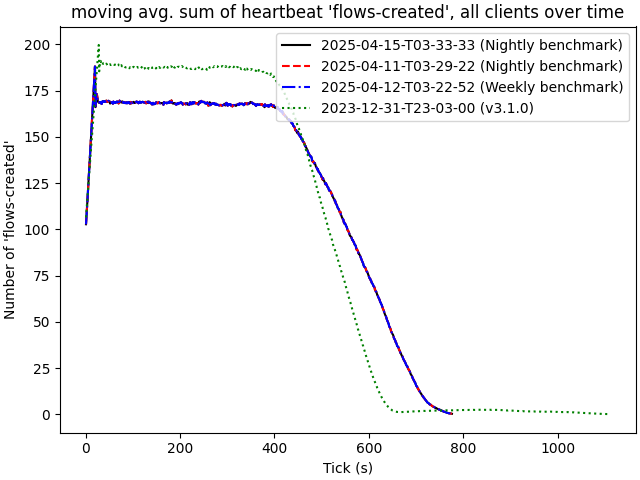 moving avg. sum of heartbeat 'flows-created', all clients over time
2025-04-15-T03-33-33 (Nightly benchmark)
2025-04-11-T03-29-22 (Nightly benchmark)
2025-04-12-T03-22-52 (Weekly benchmark)
2023-12-31-T23-03-00 (v3.1.0)
Number of 'flows-created'
200
175
150
125
100
75
50
25
0
0 200 400 600 800 1000
Tick (s)